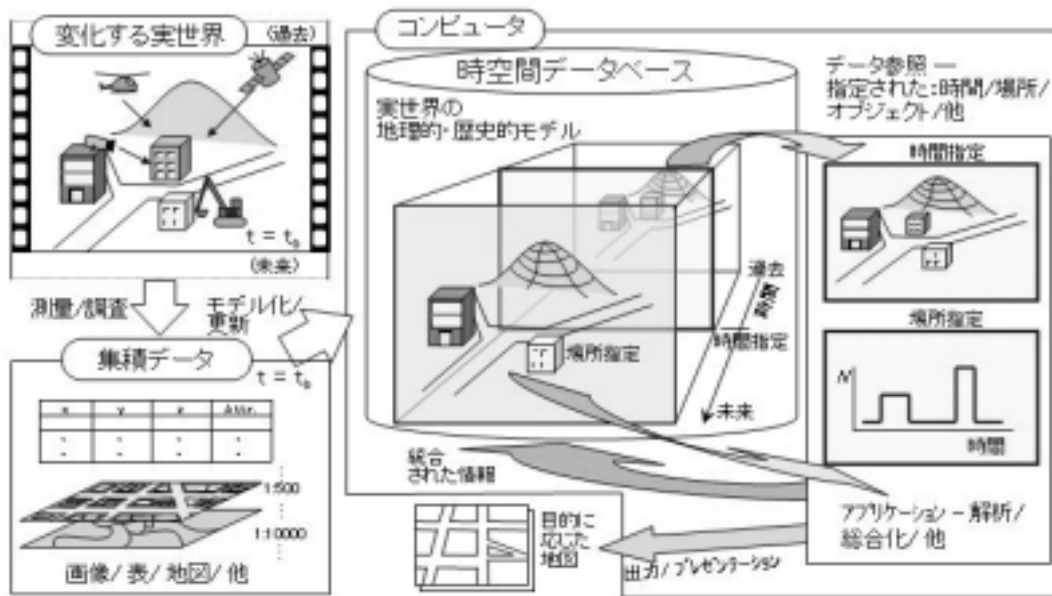 変化する実世界
(過去)
t = t₀
(未来)
測量/調査
モデル化/
更新
集積データ
t = t₀
x y z Attr.
1:500
1:10000
画像/ 表/ 地図/ 他
コンピュータ
時空間データベース
実世界の
地理的・歴史的モデル
過去
時間
時間指定
場所指定
未来
統合
された情報
目的に
応じた
地図
出力/ プレゼンテーション
データ参照 ―
指定された:時間/場所/
オブジェクト/他
時間指定
場所指定
N
時間
アプリケーション − 解析/
総合化/ 他